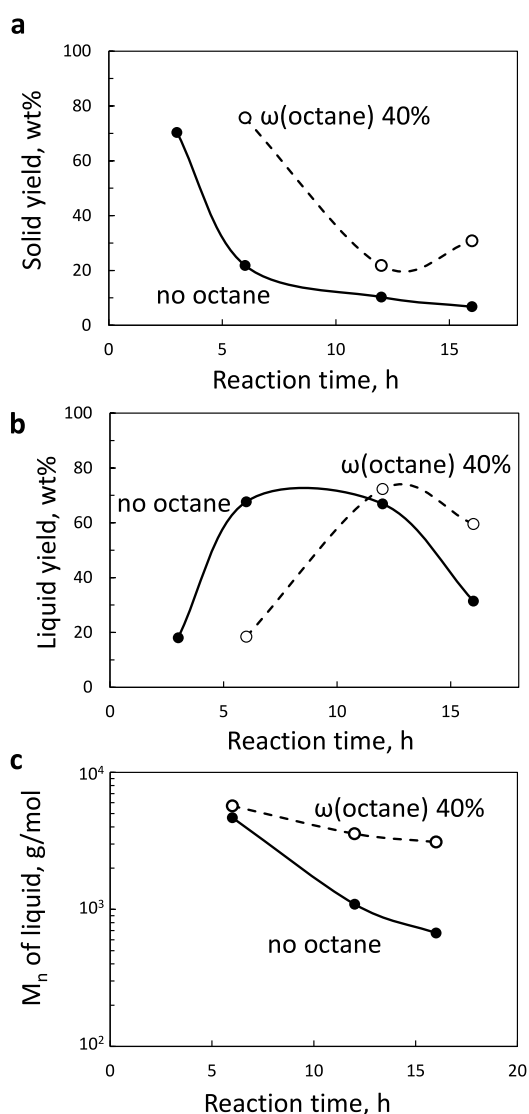 a
100
80
60
40
20
0
Solid yield, wt%
ω(octane) 40%
no octane
0 5 10 15
Reaction time, h
b
100
80
60
40
20
0
Liquid yield, wt%
ω(octane) 40%
no octane
0 5 10 15
Reaction time, h
c
10⁴
10³
10²
Mₙ of liquid, g/mol
ω(octane) 40%
no octane
0 5 10 15 20
Reaction time, h